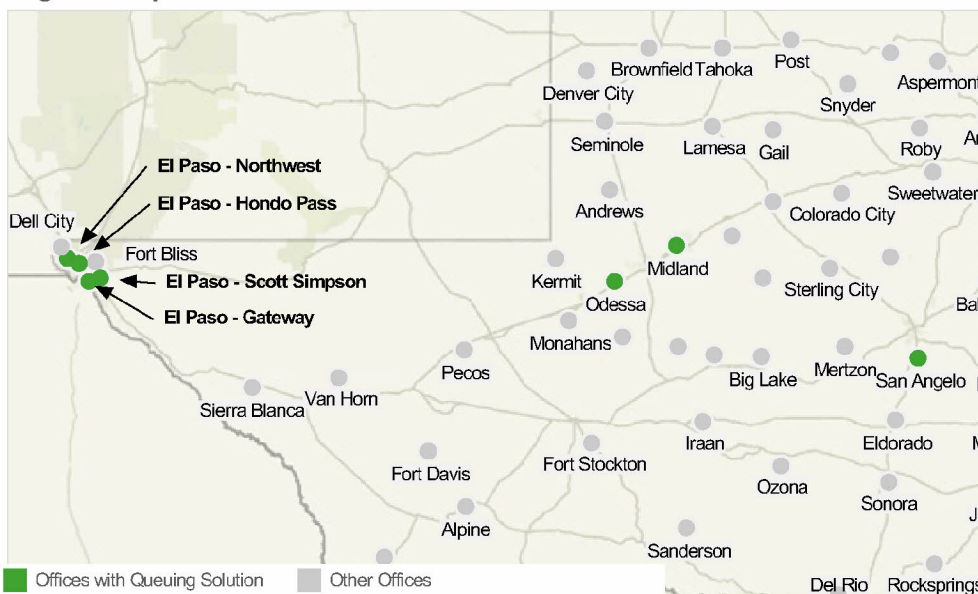 Post
Brownfield
Tahoka
Aspermont
Denver City
Snyder
Seminole
Lamesa
Gail
Roby
El Paso - Northwest
Sweetwater
Andrews
El Paso - Hondo Pass
Colorado City
Dell City
Fort Bliss
Midland
Kermit
Sterling City
El Paso - Scott Simpson
Odessa
El Paso - Gateway
Monahans
Mertzon
Pecos
Big Lake
San Angelo
Van Horn
Sierra Blanca
Iraan
Eldorado
Fort Stockton
Fort Davis
Ozona
Sonora
Alpine
Sanderson
Offices with Queuing Solution
Other Offices
Del Rio
Rocksprings